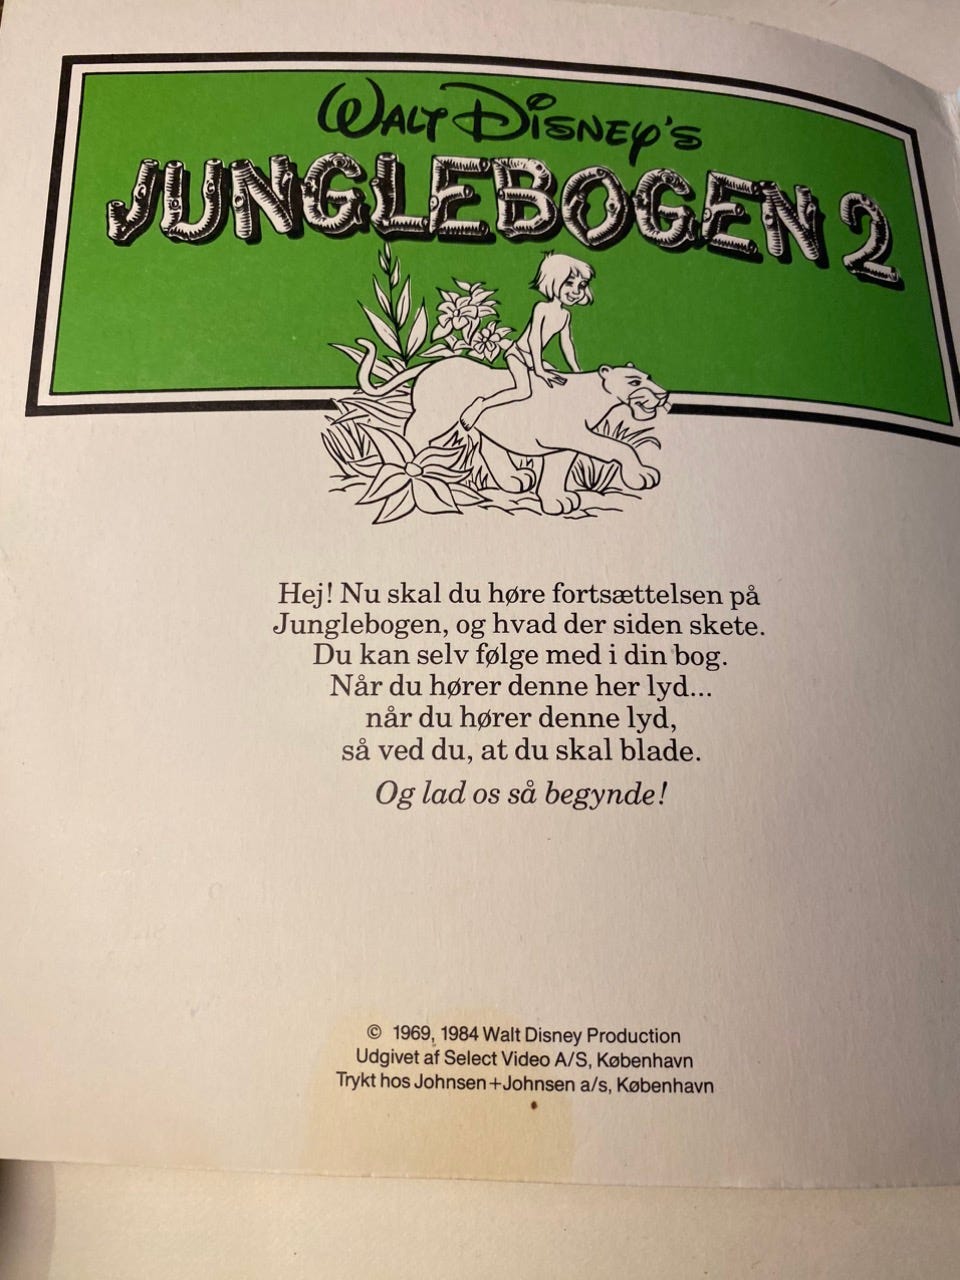 WALT DISNEY'S
JUNGLEBOGEN 2
Hej! Nu skal du høre fortsættelsen på
Junglebogen, og hvad der siden skete.
Du kan selv følge med i din bog.
Når du hører denne her lyd...
når du hører denne lyd,
så ved du, at du skal blade.
Og lad os så begynde!
© 1969, 1984 Walt Disney Production
Udgivet af Select Video A/S, København
Trykt hos Johnsen+Johnsen a/s, København